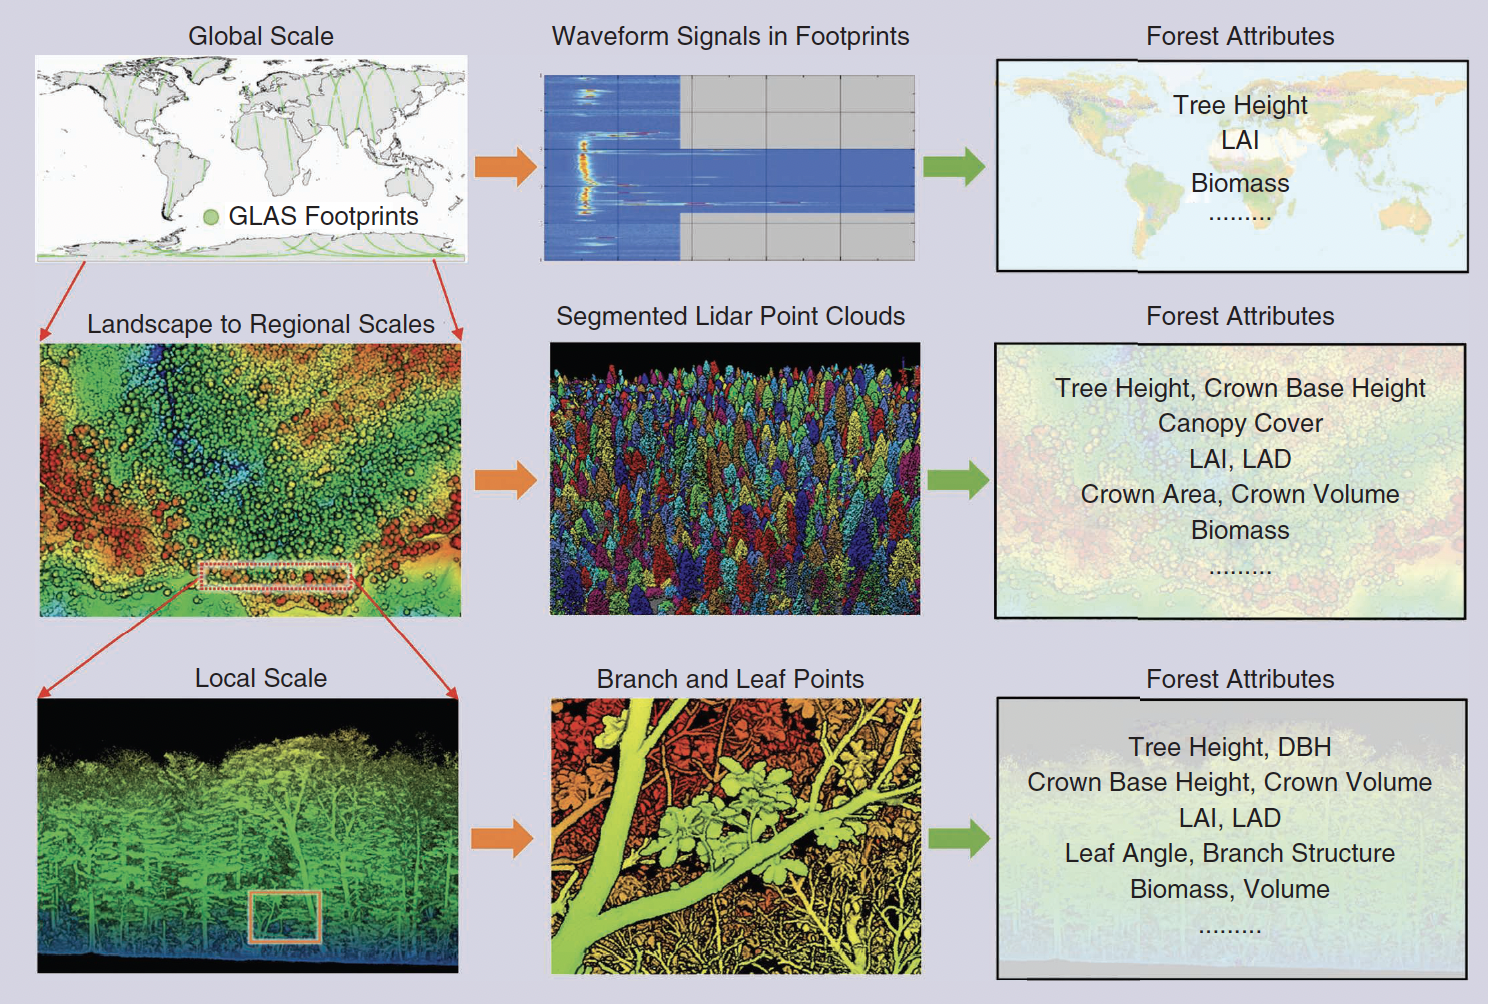 Global Scale
Waveform Signals in Footprints
Forest Attributes
GLAS Footprints
Tree Height
LAI
Biomass
.........
Landscape to Regional Scales
Segmented Lidar Point Clouds
Forest Attributes
Tree Height, Crown Base Height
Canopy Cover
LAI, LAD
Crown Area, Crown Volume
Biomass
.........
Local Scale
Branch and Leaf Points
Forest Attributes
Tree Height, DBH
Crown Base Height, Crown Volume
LAI, LAD
Leaf Angle, Branch Structure
Biomass, Volume
.........